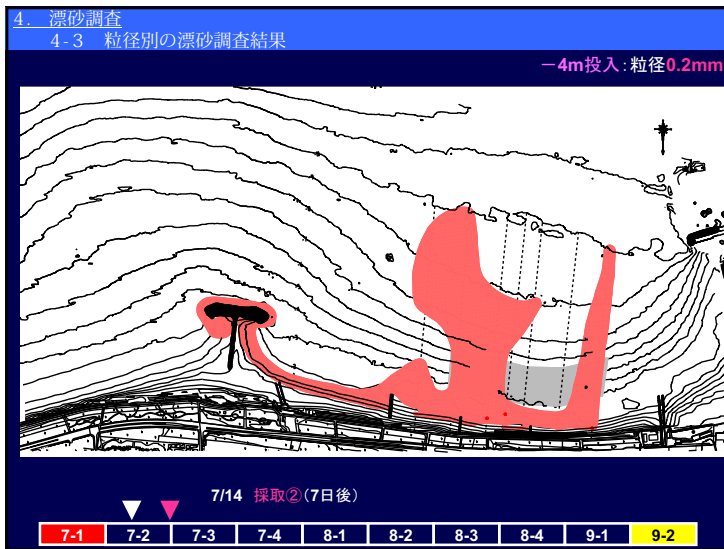 4. 漂砂調査
4-3 粒径別の漂砂調査結果
－4m投入：粒径0.2mm
7/14 採取②（7日後）
7-1 7-2 7-3 7-4 8-1 8-2 8-3 8-4 9-1 9-2